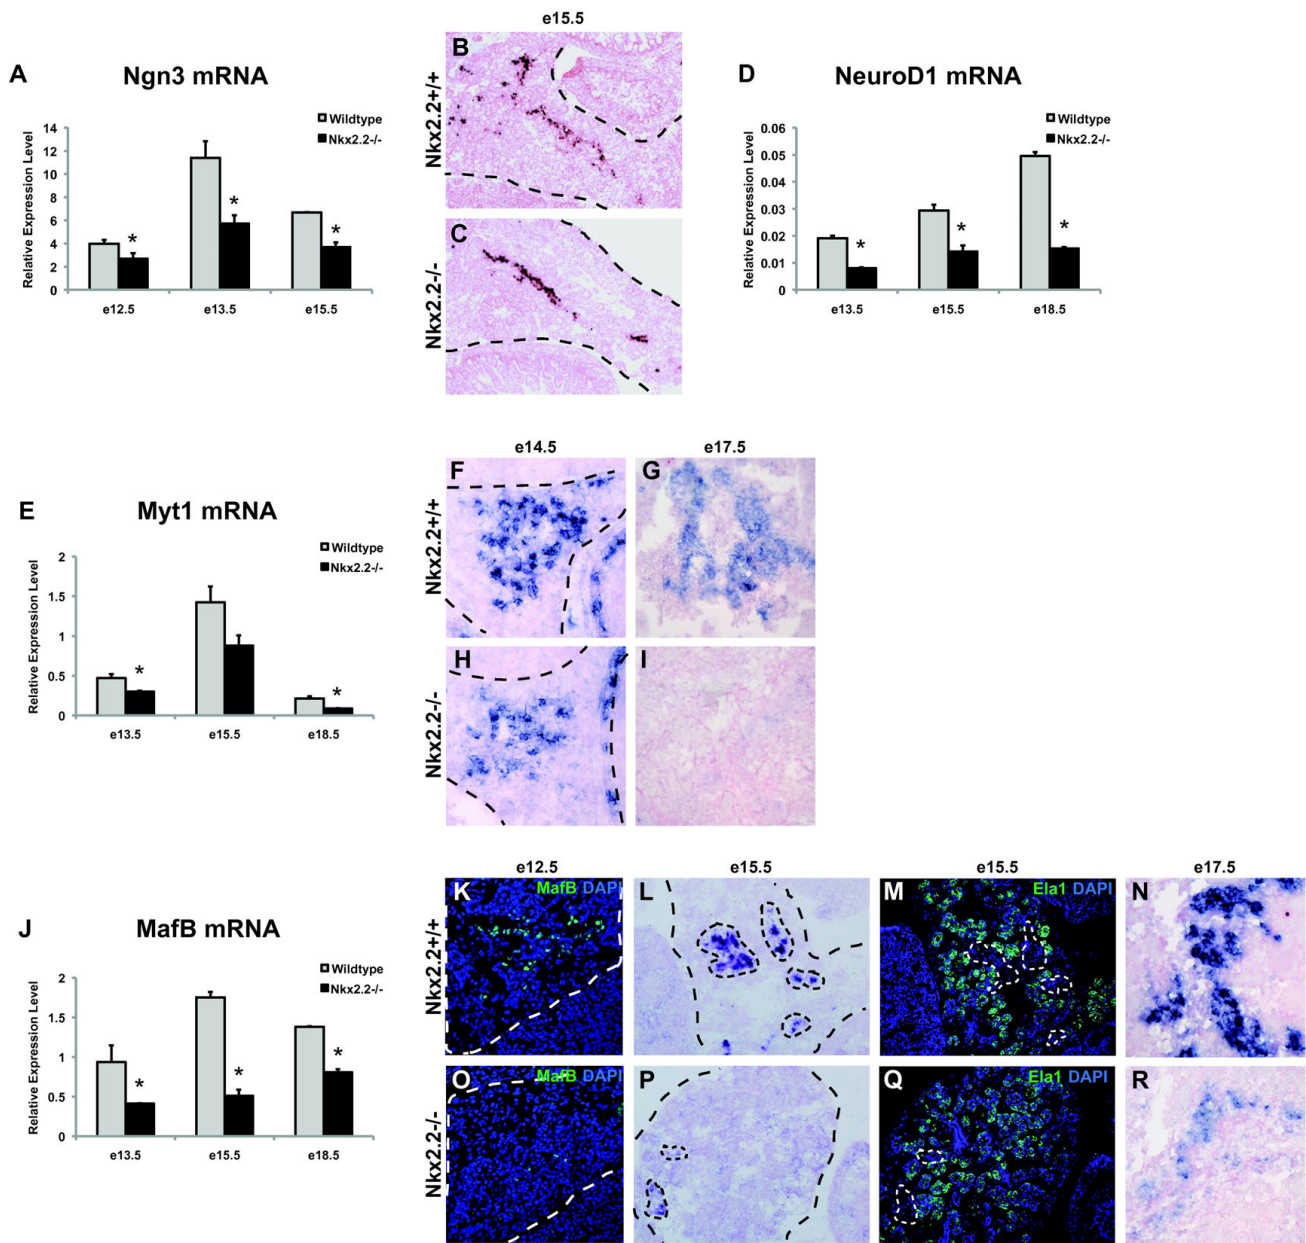 e15.5
A
Ngn3 mRNA
Relative Expression Level
14
12
10
8
6
4
2
0
Wildtype
Nkx2.2-/-
*
*
*
e12.5
e13.5
e15.5
B
Nkx2.2+/+
C
Nkx2.2-/-
D
NeuroD1 mRNA
Relative Expression Level
0.06
0.05
0.04
0.03
0.02
0.01
0
Wildtype
Nkx2.2-/-
*
*
*
e13.5
e15.5
e18.5
E
Myt1 mRNA
Relative Expression Level
2
1.5
1
0.5
0
Wildtype
Nkx2.2-/-
*
*
e13.5
e15.5
e18.5
e14.5
e17.5
Nkx2.2+/+
F
G
Nkx2.2-/-
H
I
J
MafB mRNA
Relative Expression Level
2
1.5
1
0.5
0
Wildtype
Nkx2.2-/-
*
*
*
e13.5
e15.5
e18.5
e12.5
e15.5
e15.5
e17.5
Nkx2.2+/+
K
MafB DAPI
L
M
Ela1 DAPI
N
Nkx2.2-/-
O
MafB DAPI
P
Q
Ela1 DAPI
R